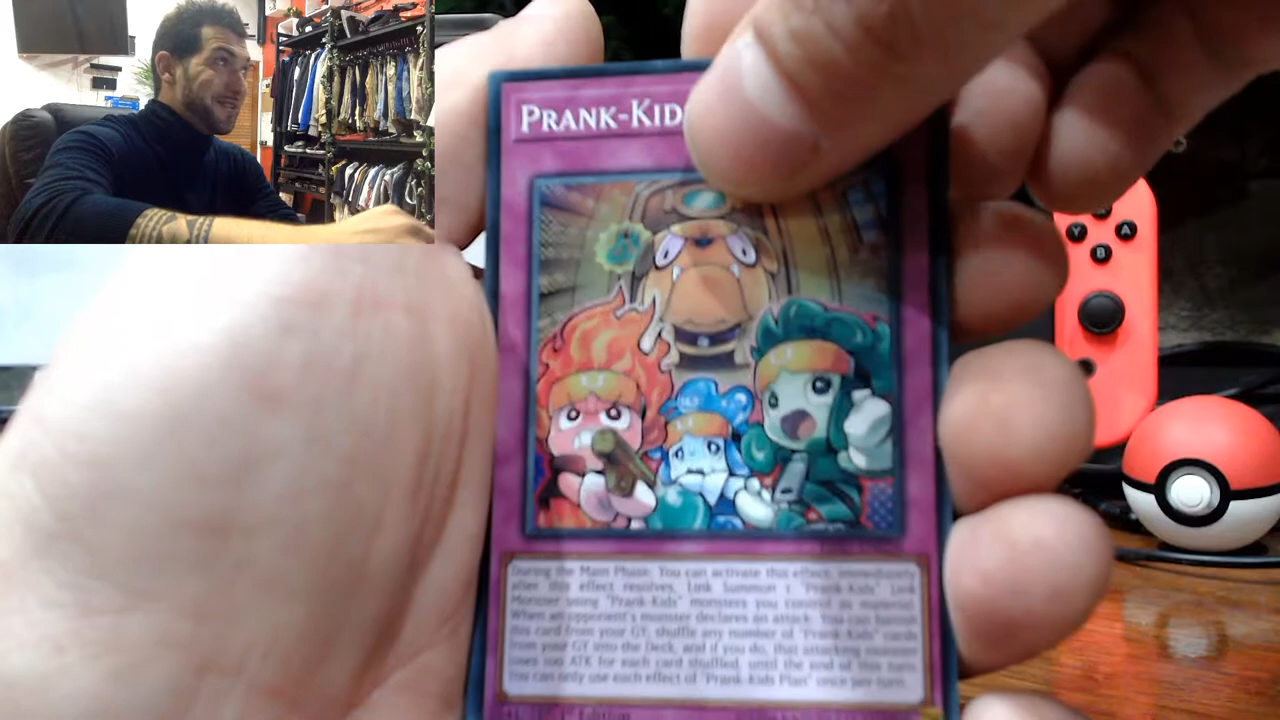 PRANK-KID
Y
A
B
During the Main Phase: You can activate this effect; immediately
after this effect resolves, Link Summon 1 "Prank-Kids" Link
Monster using "Prank-Kids" monsters you control as material.
When an opponent's monster declares an attack: You can banish
this card from your GY; shuffle any number of "Prank-Kids" cards
from your GY into the Deck, and if you do, that attacking monster
loses 100 ATK for each card shuffled, until the end of this turn.
You can only use each effect of "Prank-Kids Plan" once per turn.
1st Edition